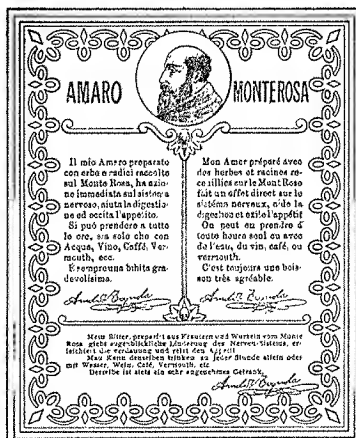 AMARO MONTEROSA
Il mio Amaro preparato
con erbe e radici raccolte
sul Monte Rosa, ha azio-
ne immediata sul sistema
nervoso, aiuta la digestio-
ne ed eccita l'appetito.
Si può prendere a tutte
le ore, sia solo che con
Acqua, Vino, Caffé, Ver-
mouth, ecc.
É sempre una bibita gra-
devolissima.
Mon Amer préparé avec
des herbes et racines re-
ceuillies sur le Mont Rose
fait un effet direct sur le
sistéme nerveux, aide la
digestion et exite l'appétit
On peut en prendre à
toute heure seul ou avec
de l'eau, du vin, café, ou
vermouth.
C'est toujours une bois-
son très agréable.
Mein Bitter, prepariert aus Kräutern und Wurzeln vom Monte
Rosa giebt augenblickliche Linderung des Nerven-Sistems, er-
leichtert die verdauung und reizt den Appetit
Man Kann denselben trinken zu jeder Stunde allein oder
mit Wasser, Wein, Café, Vermouth, etc.
Derselbe ist stets ein sehr angenehmes Getränk.